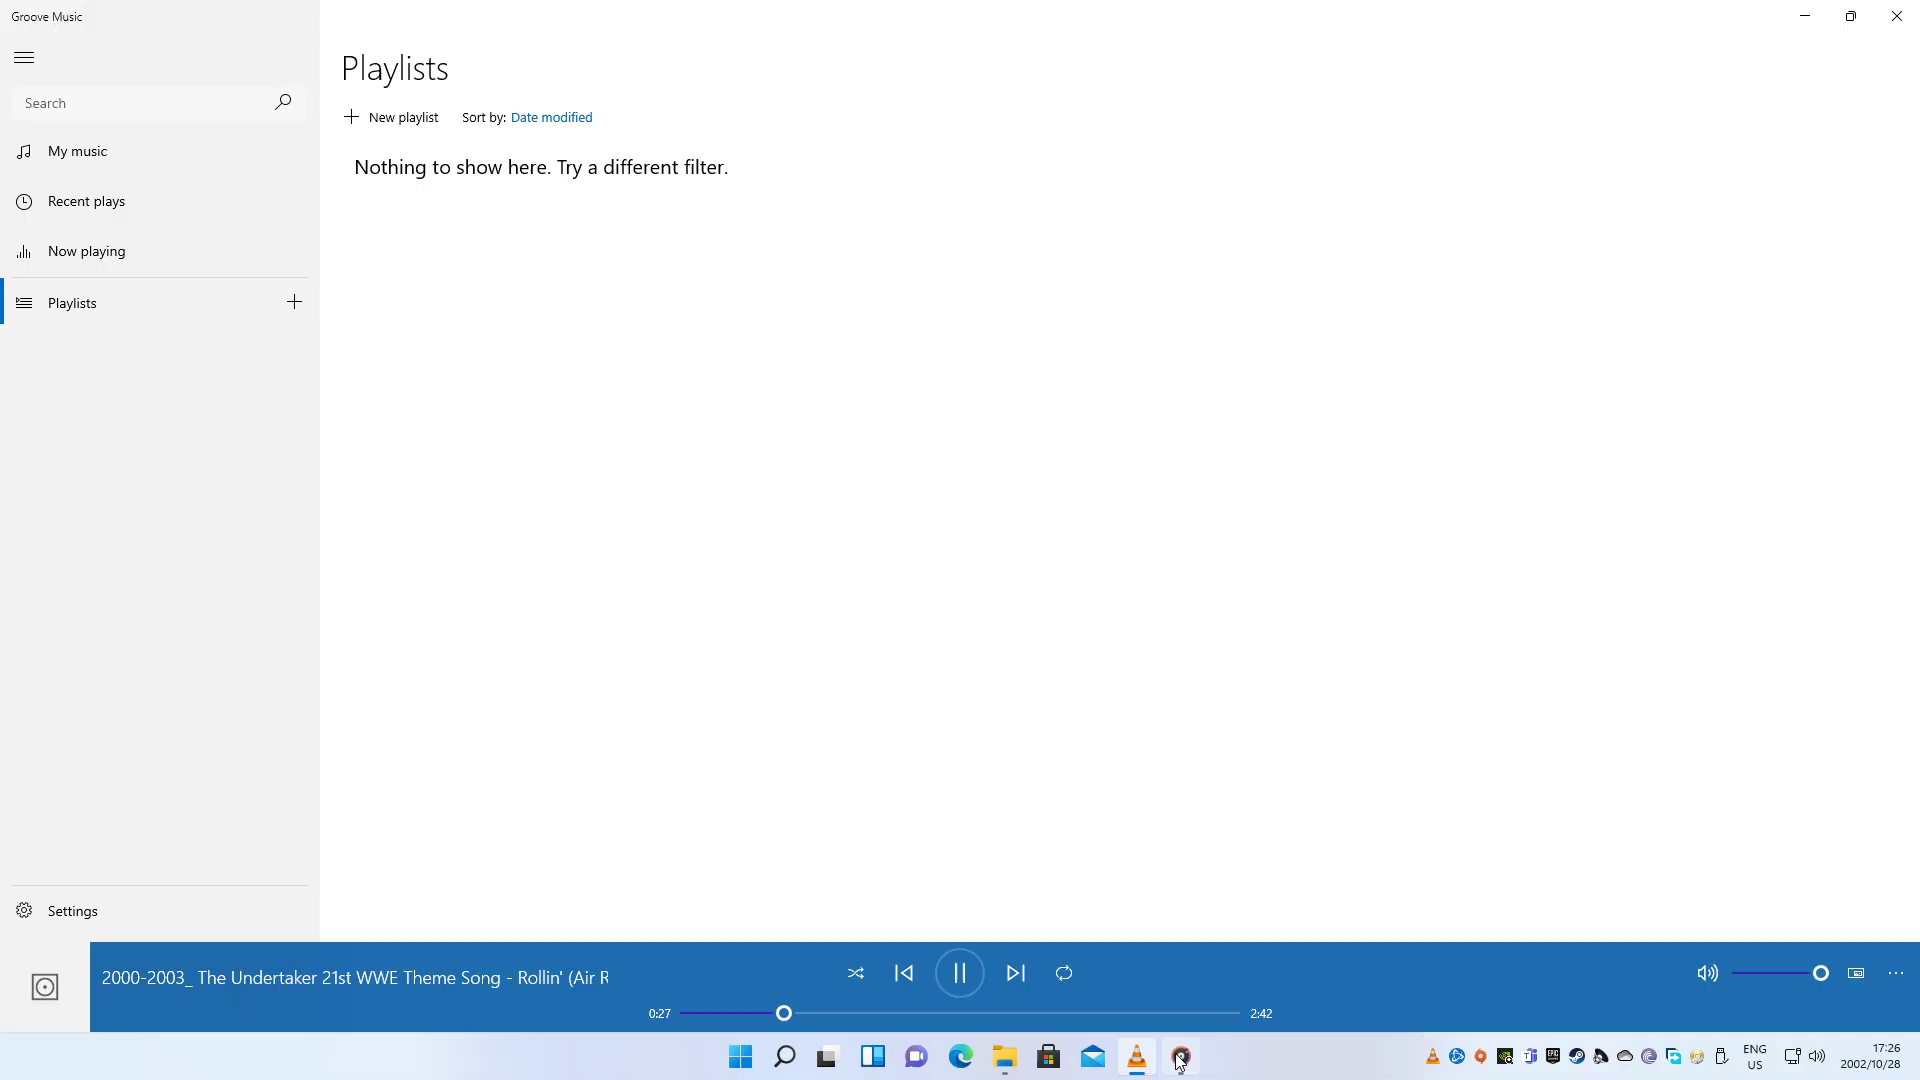 Groove Music
Search
My music
Recent plays
Now playing
Playlists
Settings
Playlists
New playlist Sort by: Date modified
Nothing to show here. Try a different filter.
2000-2003_ The Undertaker 21st WWE Theme Song - Rollin' (Air R
0:27
2:42
ENG
US
17:26
2002/10/28